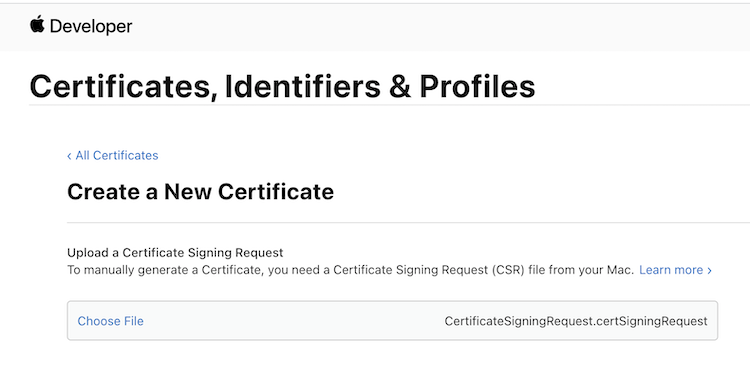 Developer
Certificates, Identifiers & Profiles
‹ All Certificates
Create a New Certificate
Upload a Certificate Signing Request
To manually generate a Certificate, you need a Certificate Signing Request (CSR) file from your Mac. Learn more ›
Choose File CertificateSigningRequest.certSigningRequest